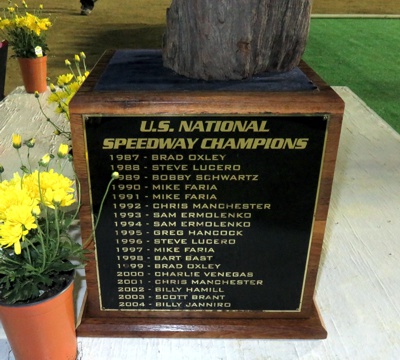 U.S. NATIONAL
SPEEDWAY CHAMPIONS
1987 - BRAD OXLEY
1988 - STEVE LUCERO
1989 - BOBBY SCHWARTZ
1990 - MIKE FARIA
1991 - MIKE FARIA
1992 - CHRIS MANCHESTER
1993 - SAM ERMOLENKO
1994 - SAM ERMOLENKO
1995 - GREG HANCOCK
1996 - STEVE LUCERO
1997 - MIKE FARIA
1998 - BART BAST
1999 - BRAD OXLEY
2000 - CHARLIE VENEGAS
2001 - CHRIS MANCHESTER
2002 - BILLY HAMILL
2003 - SCOTT BRANT
2004 - BILLY JANNIRO